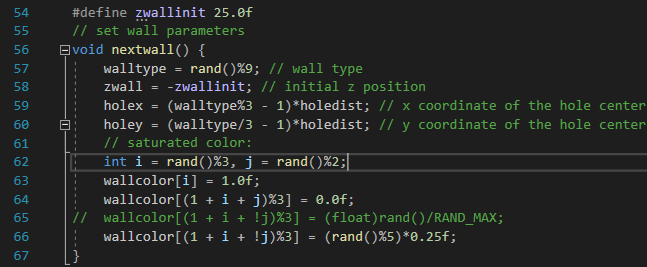 54 #define zwallinit 25.0f
55 // set wall parameters
56 void nextwall() {
57 walltype = rand()%9; // wall type
58 zwall = -zwallinit; // initial z position
59 holex = (walltype%3 - 1)*holedist; // x coordinate of the hole center
60 holey = (walltype/3 - 1)*holedist; // y coordinate of the hole center
61 // saturated color:
62 int i = rand()%3, j = rand()%2;
63 wallcolor[i] = 1.0f;
64 wallcolor[(1 + i + j)%3] = 0.0f;
65 // wallcolor[(1 + i + !j)%3] = (float)rand()/RAND_MAX;
66 wallcolor[(1 + i + !j)%3] = (rand()%5)*0.25f;
67 }